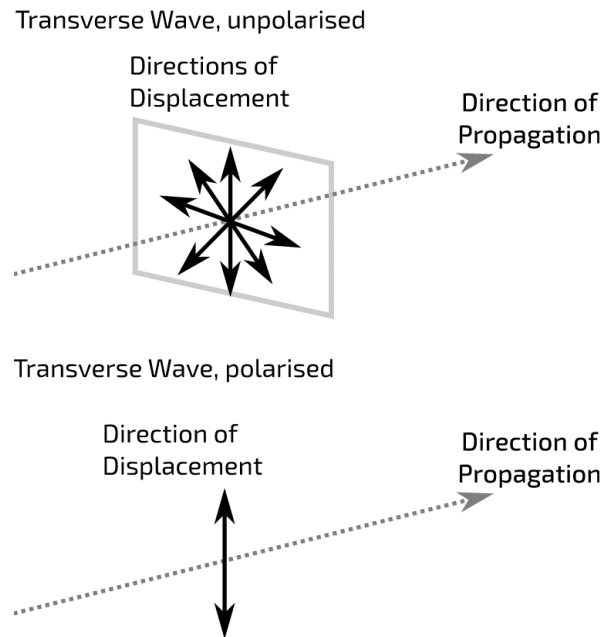 Transverse Wave, unpolarised
Directions of
Displacement
Direction of
Propagation
Transverse Wave, polarised
Direction of
Displacement
Direction of
Propagation